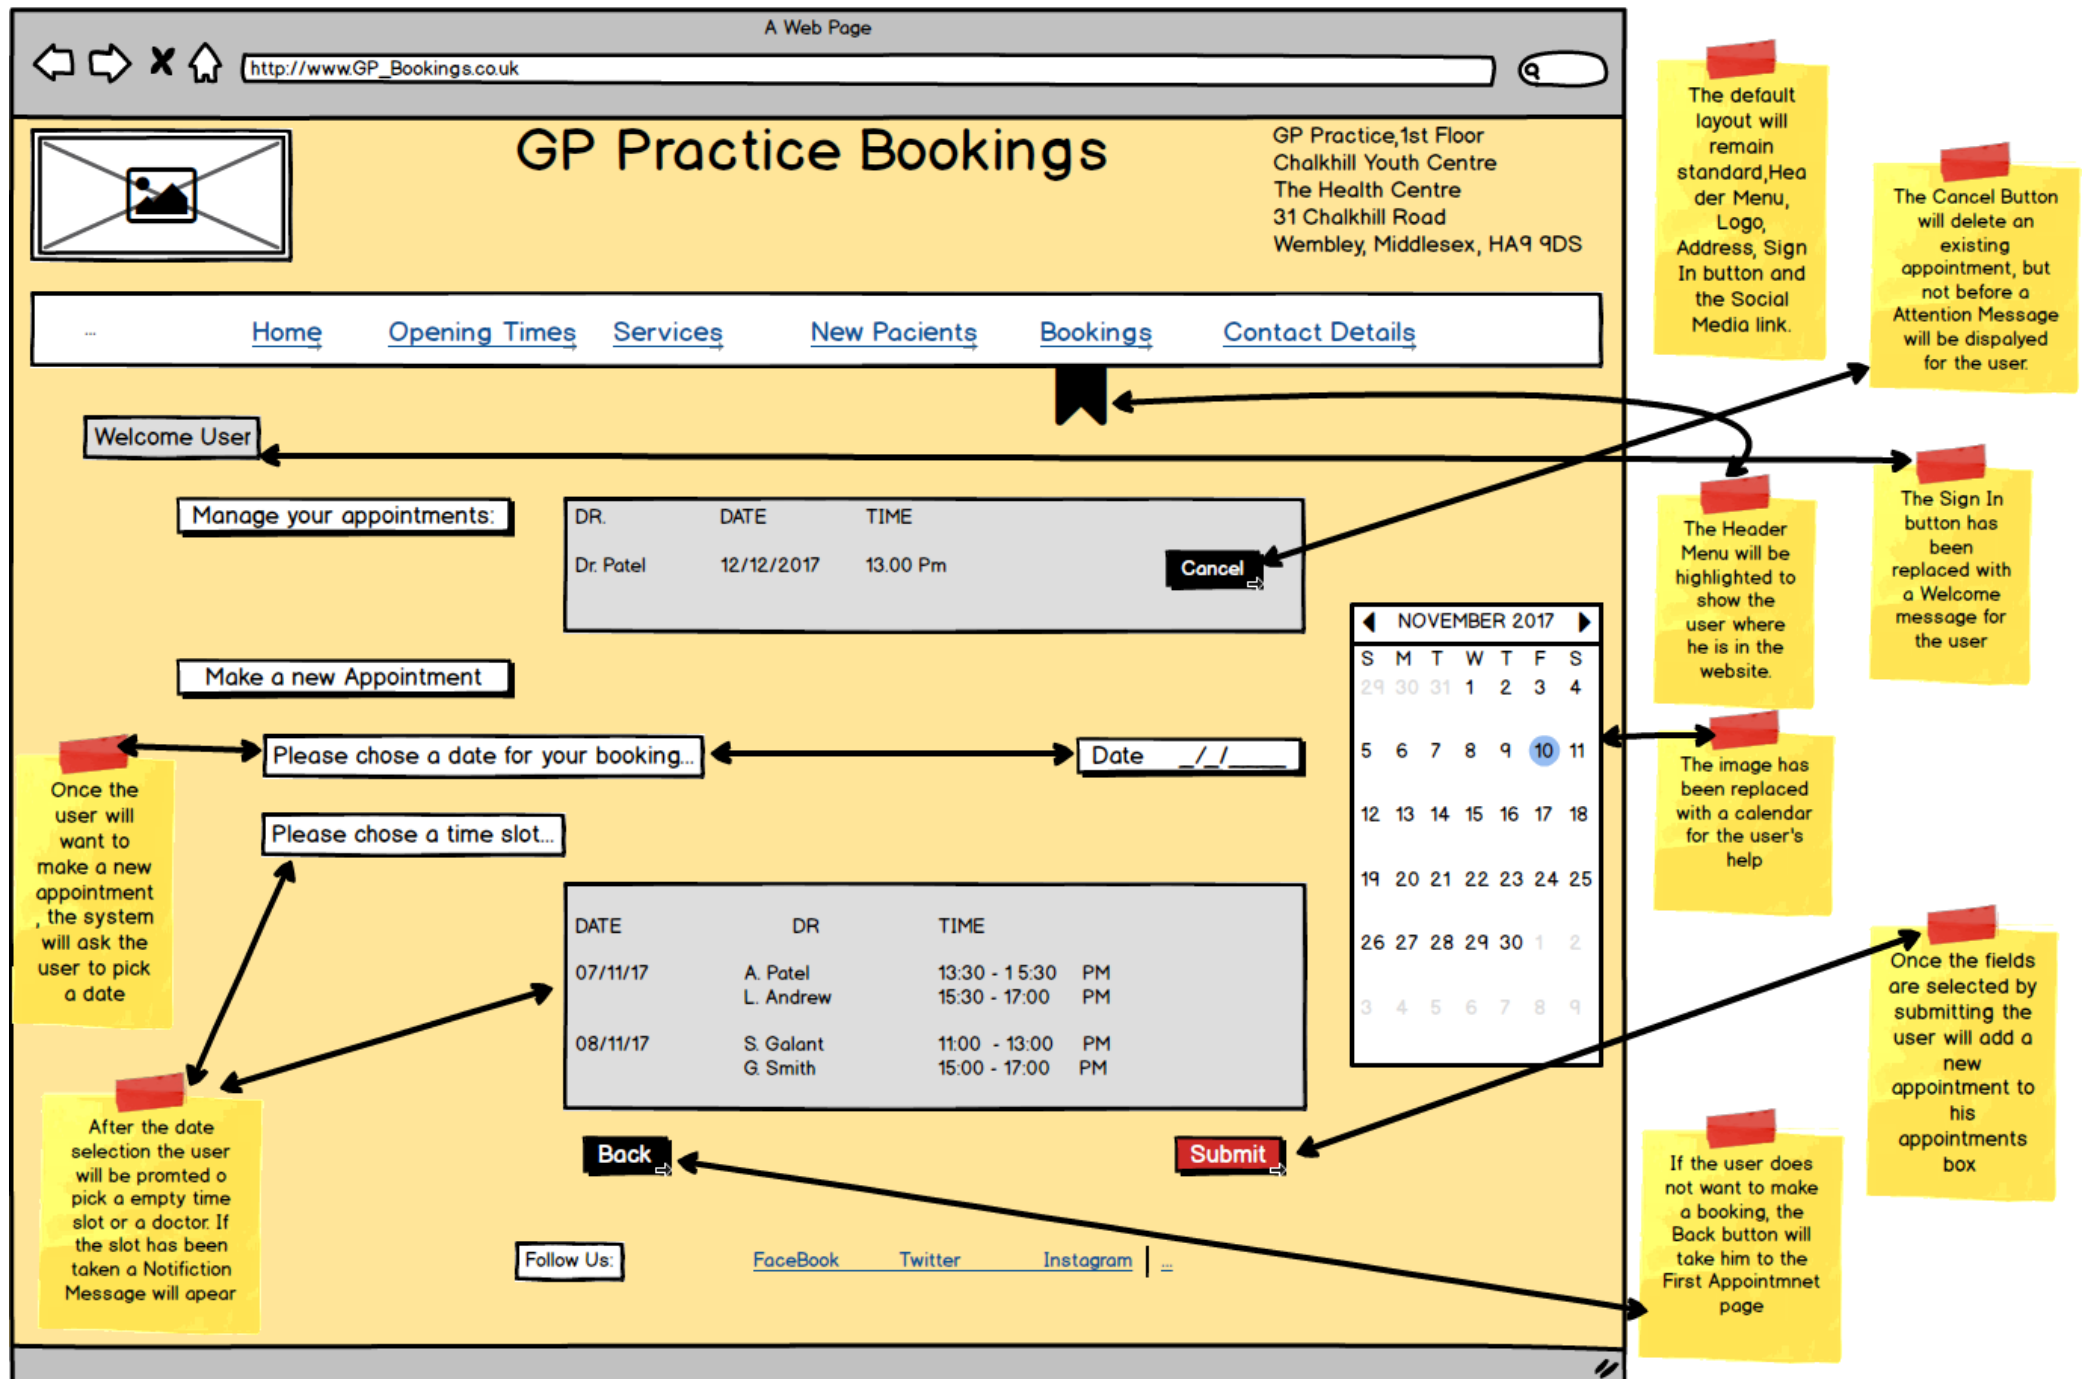 A Web Page
http://www.GP_Bookings.co.uk
GP Practice Bookings
GP Practice,1st Floor
Chalkhill Youth Centre
The Health Centre
31 Chalkhill Road
Wembley, Middlesex, HA9 9DS
... Home Opening Times Services New Pacients Bookings Contact Details
Welcome User
Manage your appointments:
DR. DATE TIME
Dr. Patel 12/12/2017 13.00 Pm Cancel
Make a new Appointment
Please chose a date for your booking...
Date _/_/____
Please chose a time slot...
NOVEMBER 2017
S M T W T F S
29 30 31 1 2 3 4
5 6 7 8 9 10 11
12 13 14 15 16 17 18
19 20 21 22 23 24 25
26 27 28 29 30 1 2
3 4 5 6 7 8 9
DATE DR TIME
07/11/17 A. Patel 13:30 - 15:30 PM
L. Andrew 15:30 - 17:00 PM
08/11/17 S. Galant 11:00 - 13:00 PM
G. Smith 15:00 - 17:00 PM
Back
Submit
Follow Us:
FaceBook Twitter Instagram ...
Once the
user will
want to
make a new
appointment
, the system
will ask the
user to pick
a date
After the date
selection the user
will be promted o
pick a empty time
slot or a doctor. If
the slot has been
taken a Notifiction
Message will apear
The default
layout will
remain
standard,Hea
der Menu,
Logo,
Address, Sign
In button and
the Social
Media link.
The Cancel Button
will delete an
existing
appointment, but
not before a
Attention Message
will be dispalyed
for the user.
The Header
Menu will be
highlighted to
show the
user where
he is in the
website.
The Sign In
button has
been
replaced with
a Welcome
message for
the user
The image has
been replaced
with a calendar
for the user's
help
Once the fields
are selected by
submitting the
user will add a
new
appointment to
his
appointments
box
If the user does
not want to make
a booking, the
Back button will
take him to the
First Appointmnet
page